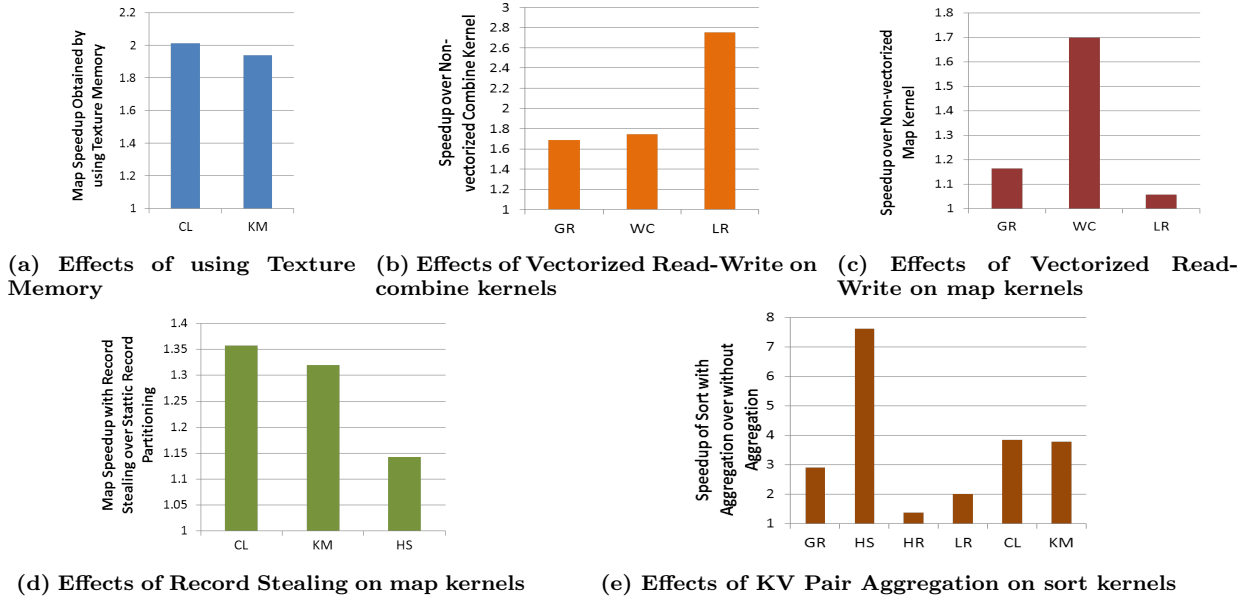 Map Speedup Obtained by
using Texture Memory
2.2
2
1.8
1.6
1.4
1.2
1
CL KM
(a) Effects of using Texture
Memory
Speedup over Non-
vectorized Combine Kernel
3
2.8
2.6
2.4
2.2
2
1.8
1.6
1.4
1.2
1
GR WC LR
(b) Effects of Vectorized Read-Write on
combine kernels
Speedup over Non-vectorized
Map Kernel
1.8
1.7
1.6
1.5
1.4
1.3
1.2
1.1
1
GR WC LR
(c) Effects of Vectorized Read-
Write on map kernels
Map Speedup with Record
Stealing over Stattic Record
Partitioning
1.4
1.35
1.3
1.25
1.2
1.15
1.1
1.05
1
CL KM HS
(d) Effects of Record Stealing on map kernels
Speedup of Sort with
Aggregation over without
Aggregation
8
7
6
5
4
3
2
1
GR HS HR LR CL KM
(e) Effects of KV Pair Aggregation on sort kernels